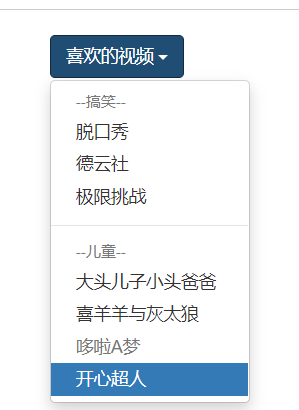 喜欢的视频
--搞笑--
脱口秀
德云社
极限挑战
--儿童--
大头儿子小头爸爸
喜羊羊与灰太狼
哆啦A梦
开心超人